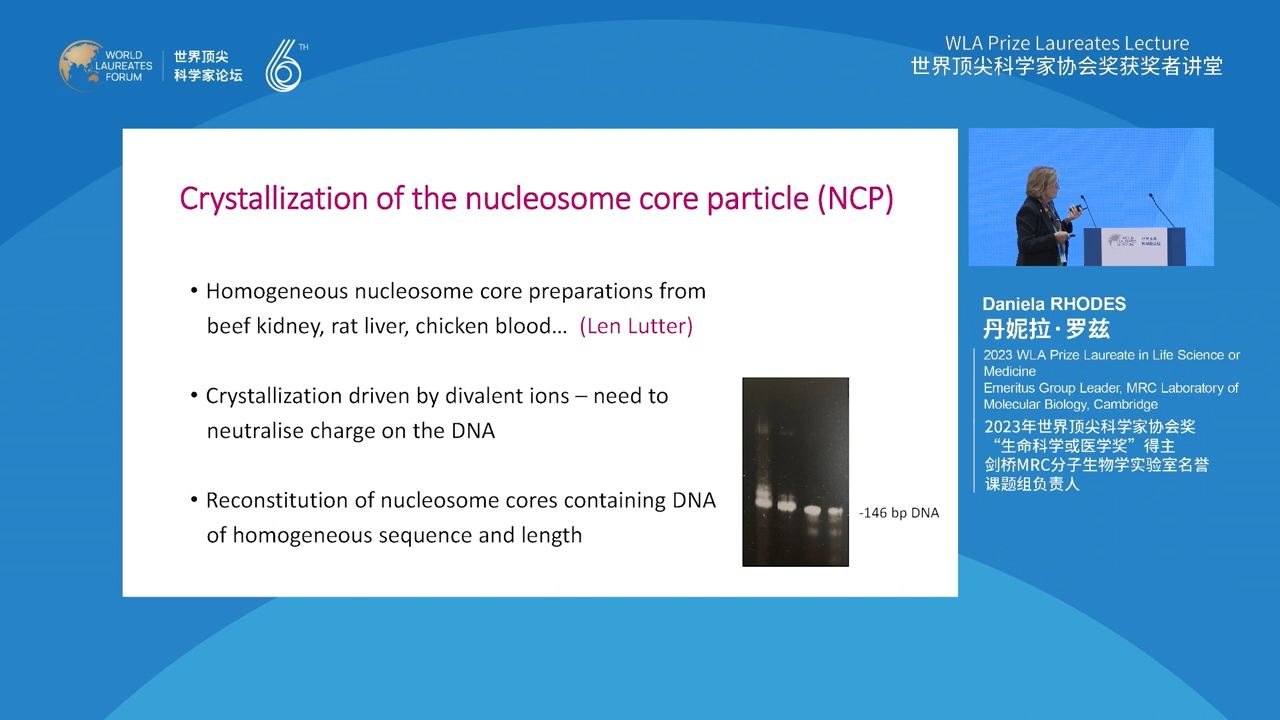 WORLD
LAUREATES
FORUM
世界顶尖
科学家论坛
6TH
WLA Prize Laureates Lecture
世界顶尖科学家协会奖获奖者讲堂
Crystallization of the nucleosome core particle (NCP)
• Homogeneous nucleosome core preparations from
beef kidney, rat liver, chicken blood… (Len Lutter)
• Crystallization driven by divalent ions – need to
neutralise charge on the DNA
• Reconstitution of nucleosome cores containing DNA
of homogeneous sequence and length
-146 bp DNA
Daniela RHODES
丹妮拉·罗兹
2023 WLA Prize Laureate in Life Science or
Medicine
Emeritus Group Leader, MRC Laboratory of
Molecular Biology, Cambridge
2023年世界顶尖科学家协会奖
“生命科学或医学奖”得主
剑桥MRC分子生物学实验室名誉
课题组负责人